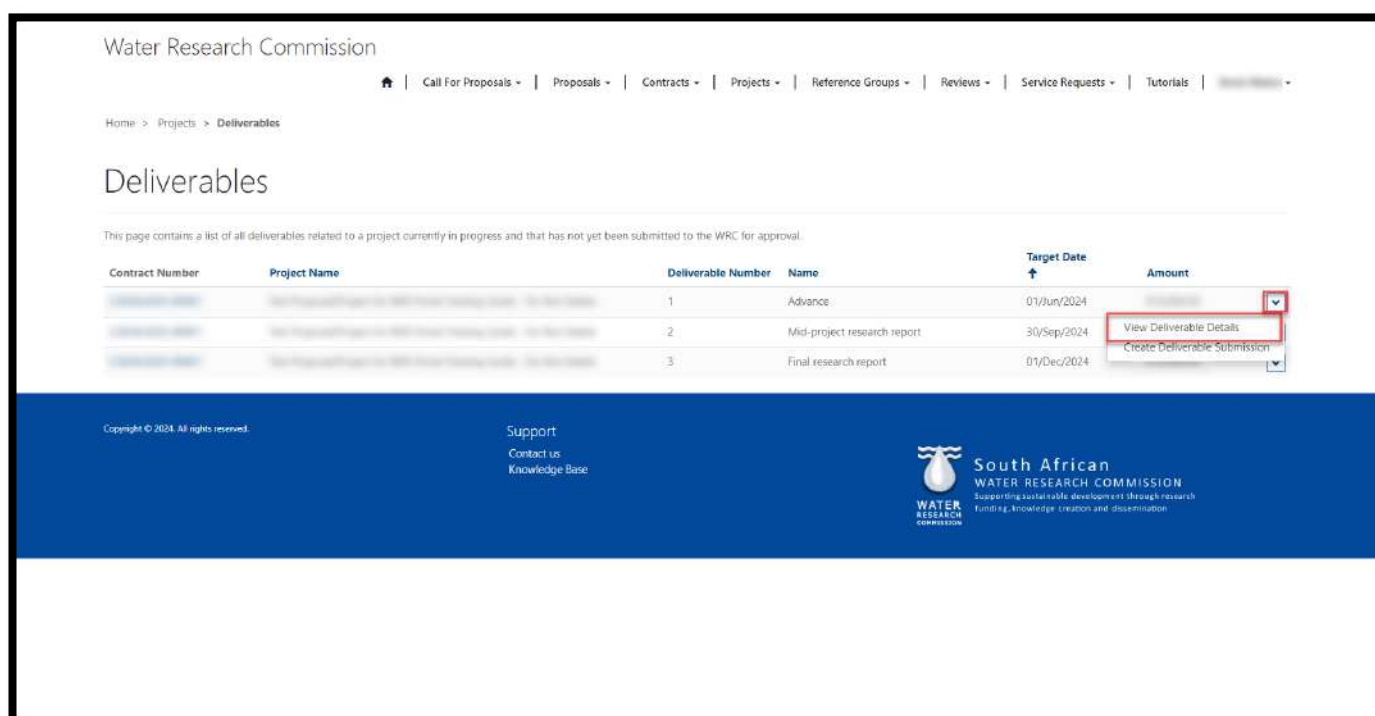 Water Research Commission
Call For Proposals | Proposals | Contracts | Projects | Reference Groups | Reviews | Service Requests | Tutorials |
Home > Projects > Deliverables
Deliverables
This page contains a list of all deliverables related to a project currently in progress and that has not yet been submitted to the WRC for approval.
Contract Number Project Name Deliverable Number Name Target Date Amount
1 Advance 01/Jun/2024
2 Mid-project research report 30/Sep/2024
View Deliverable Details
Create Deliverable Submission
3 Final research report 01/Dec/2024
Copyright © 2024. All rights reserved.
Support
Contact us
Knowledge Base
WATER
RESEARCH
COMMISSION
South African
WATER RESEARCH COMMISSION
Supporting sustainable development through research
funding, knowledge creation and dissemination